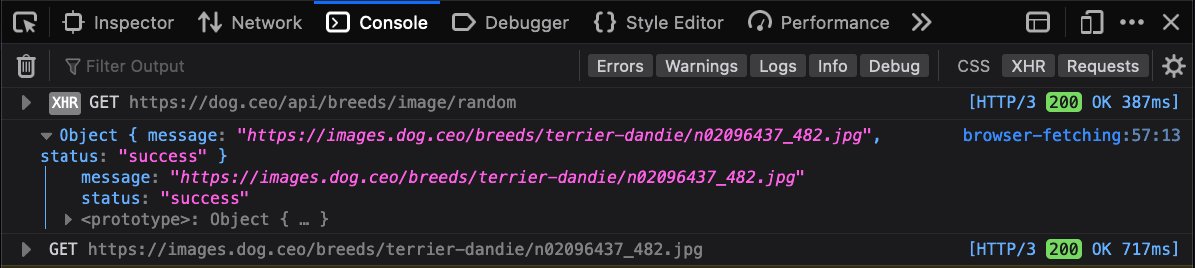 Inspector Network Console Debugger Style Editor Performance
Filter Output Errors Warnings Logs Info Debug CSS XHR Requests
XHR GET https://dog.ceo/api/breeds/image/random [HTTP/3 200 OK 387ms]
Object { message: "https://images.dog.ceo/breeds/terrier-dandie/n02096437_482.jpg", browser-fetching:57:13
status: "success" }
message: "https://images.dog.ceo/breeds/terrier-dandie/n02096437_482.jpg"
status: "success"
<prototype>: Object { … }
GET https://images.dog.ceo/breeds/terrier-dandie/n02096437_482.jpg [HTTP/3 200 OK 717ms]